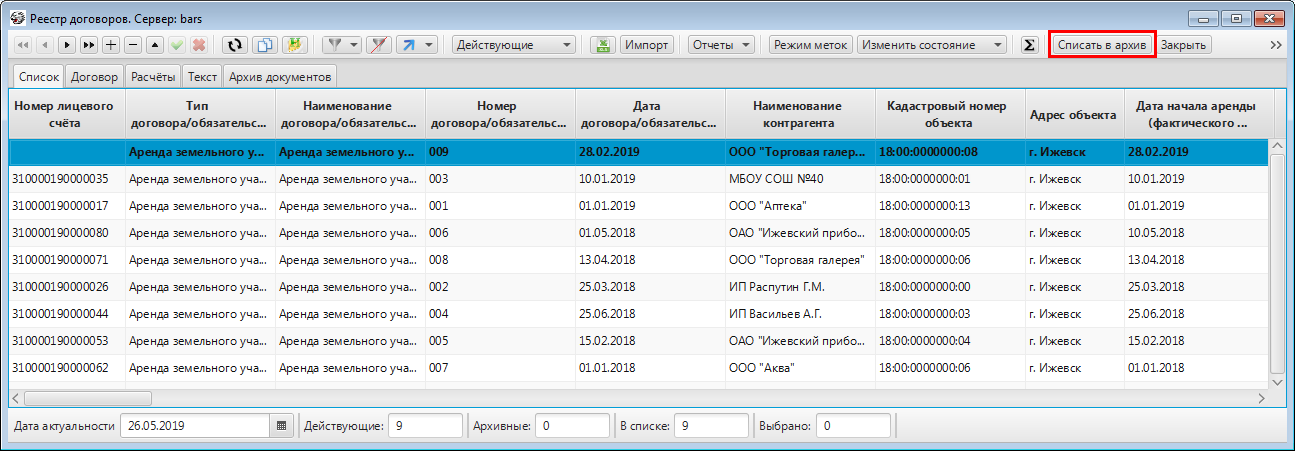 Реестр договоров. Сервер: bars
Действующие Импорт Отчеты Режим меток Изменить состояние Σ Списать в архив Закрыть
Список Договор Расчёты Текст Архив документов
Номер лицевого счёта Тип договора/обязательс... Наименование договора/обязательс... Номер договора/обязательс... Дата договора/обязательс... Наименование контрагента Кадастровый номер объекта Адрес объекта Дата начала аренды (фактического ...
Аренда земельного у... Аренда земельного у... 009 28.02.2019 ООО "Торговая галер... 18:00:0000000:08 г. Ижевск 28.02.2019
310000190000035 Аренда земельного уча... Аренда земельного уча... 003 10.01.2019 МБОУ СОШ №40 18:00:0000000:01 г. Ижевск 10.01.2019
310000190000017 Аренда земельного уча... Аренда земельного уча... 001 01.01.2019 ООО "Аптека" 18:00:0000000:13 г. Ижевск 01.01.2019
310000190000080 Аренда земельного уча... Аренда земельного уча... 006 01.05.2018 ОАО "Ижевский прибо... 18:00:0000000:05 г. Ижевск 10.05.2018
310000190000071 Аренда земельного уча... Аренда земельного уча... 008 13.04.2018 ООО "Торговая галерея" 18:00:0000000:06 г. Ижевск 13.04.2018
310000190000026 Аренда земельного уча... Аренда земельного уча... 002 25.03.2018 ИП Распутин Г.М. 18:00:0000000:00 г. Ижевск 25.03.2018
310000190000044 Аренда земельного уча... Аренда земельного уча... 004 25.06.2018 ИП Васильев А.Г. 18:00:0000000:03 г. Ижевск 25.06.2018
310000190000053 Аренда земельного уча... Аренда земельного уча... 005 15.02.2018 ОАО "Ижевский прибо... 18:00:0000000:04 г. Ижевск 15.02.2018
310000190000062 Аренда земельного уча... Аренда земельного уча... 007 01.01.2018 ООО "Аква" 18:00:0000000:06 г. Ижевск 01.01.2018
Дата актуальности 26.05.2019 Действующие: 9 Архивные: 0 В списке: 9 Выбрано: 0